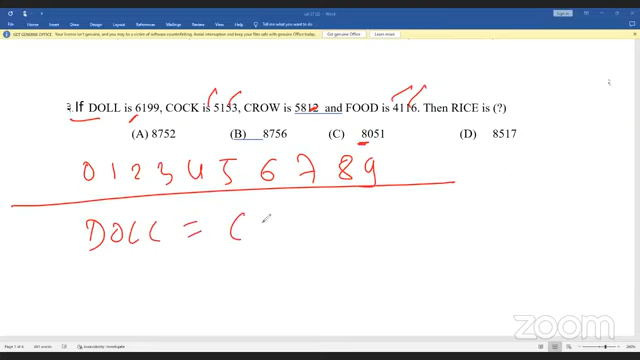 GET GENUINE OFFICE Your license isn't genuine, and you may be a victim of software counterfeiting. Avoid interruption and keep your files safe with genuine Office today. Get genuine Office Learn more
If DOLL is 6199, COCK is 5153, CROW is 5812 and FOOD is 4116. Then RICE is (?)
(A) 8752 (B) 8756 (C) 8051 (D) 8517
0 1 2 3 4 5 6 7 8 9
DOLL = (
zoom